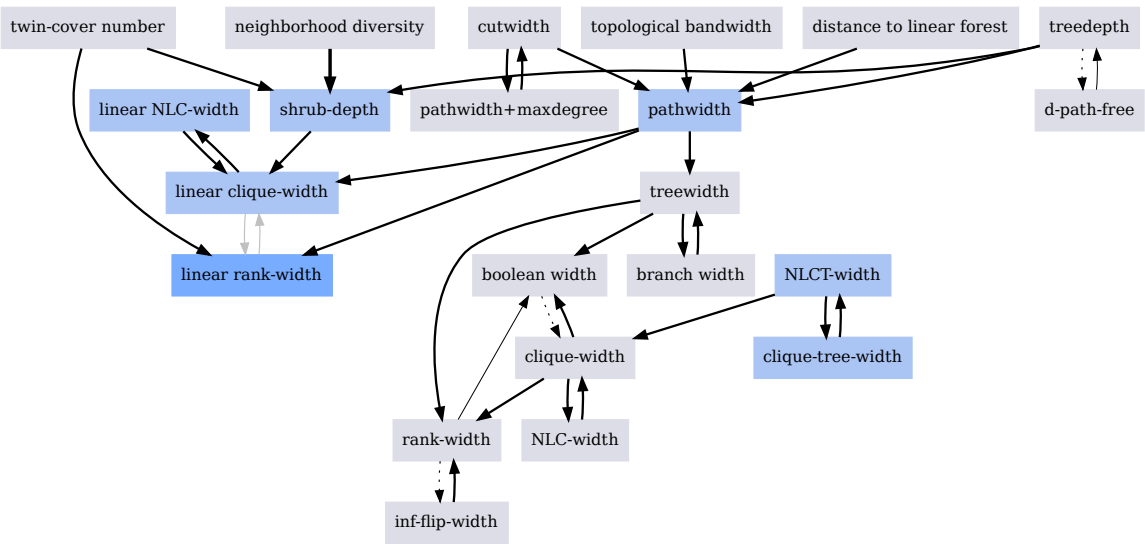 twin-cover number
neighborhood diversity
cutwidth
topological bandwidth
distance to linear forest
treedepth
linear NLC-width
shrub-depth
pathwidth+maxdegree
pathwidth
d-path-free
linear clique-width
treewidth
linear rank-width
boolean width
branch width
NLCT-width
clique-width
clique-tree-width
rank-width
NLC-width
inf-flip-width